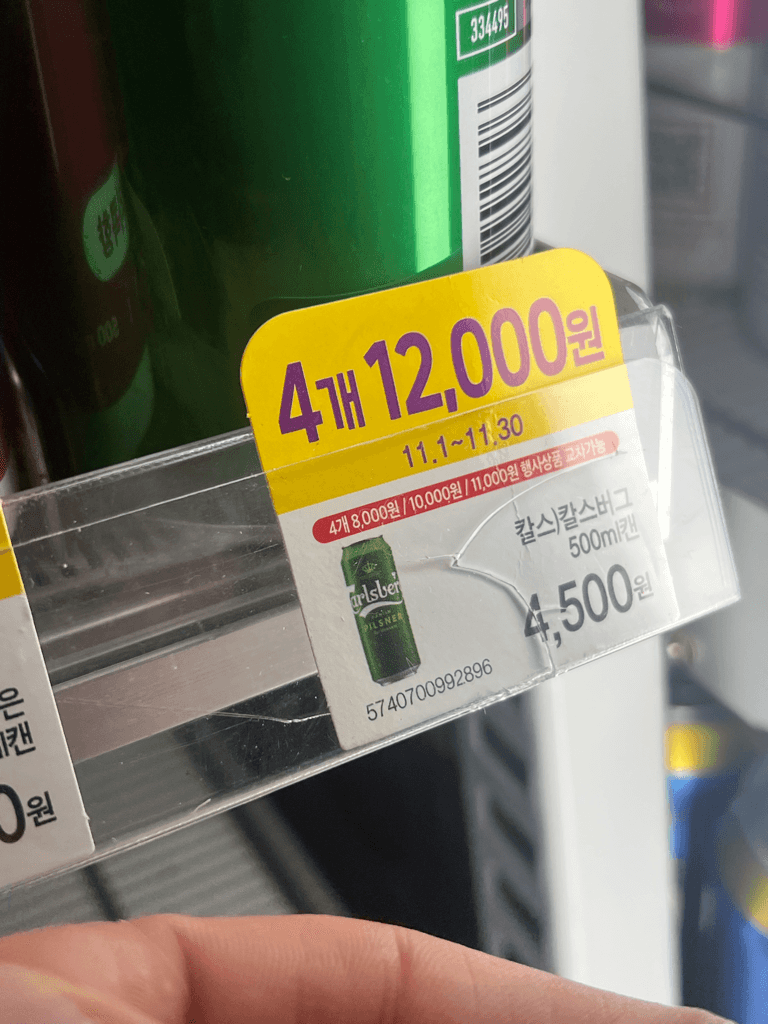 334495
4개 12,000원
11.1~11.30
4개 8,000원 / 10,000원 / 11,000원 행사상품 교차가능
칼스)칼스버그
500ml캔
4,500원
Carlsberg
PILSNER
5740700992896
은
캔
0원